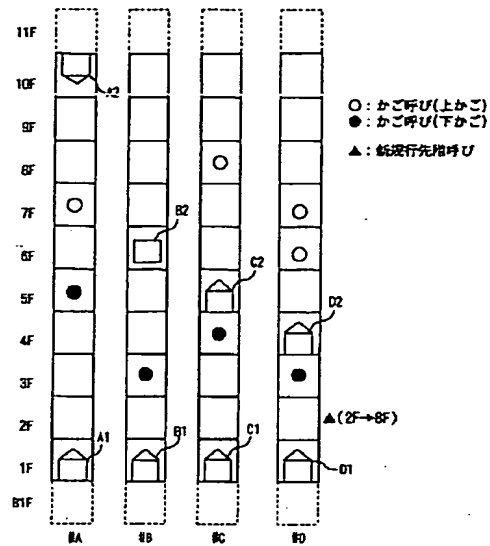 11F
10F
9F
8F
7F
6F
5F
4F
3F
2F
1F
B1F
A2
B2
C2
D2
A1
B1
C1
D1
○：かご呼び(上かご)
●：かご呼び(下かご)
▲：新規行先階呼び
▲(2F→8F)
#A
#B
#C
#D